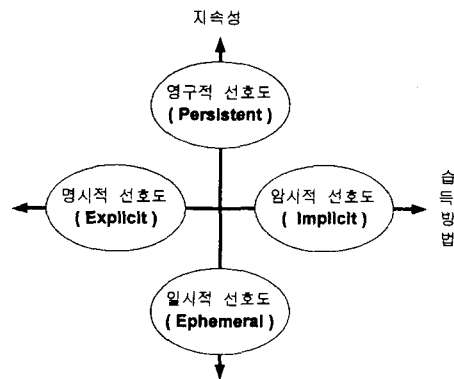 지속성
영구적 선호도
( Persistent )
명시적 선호도
( Explicit )
암시적 선호도
( Implicit )
습득방법
일시적 선호도
( Ephemeral )